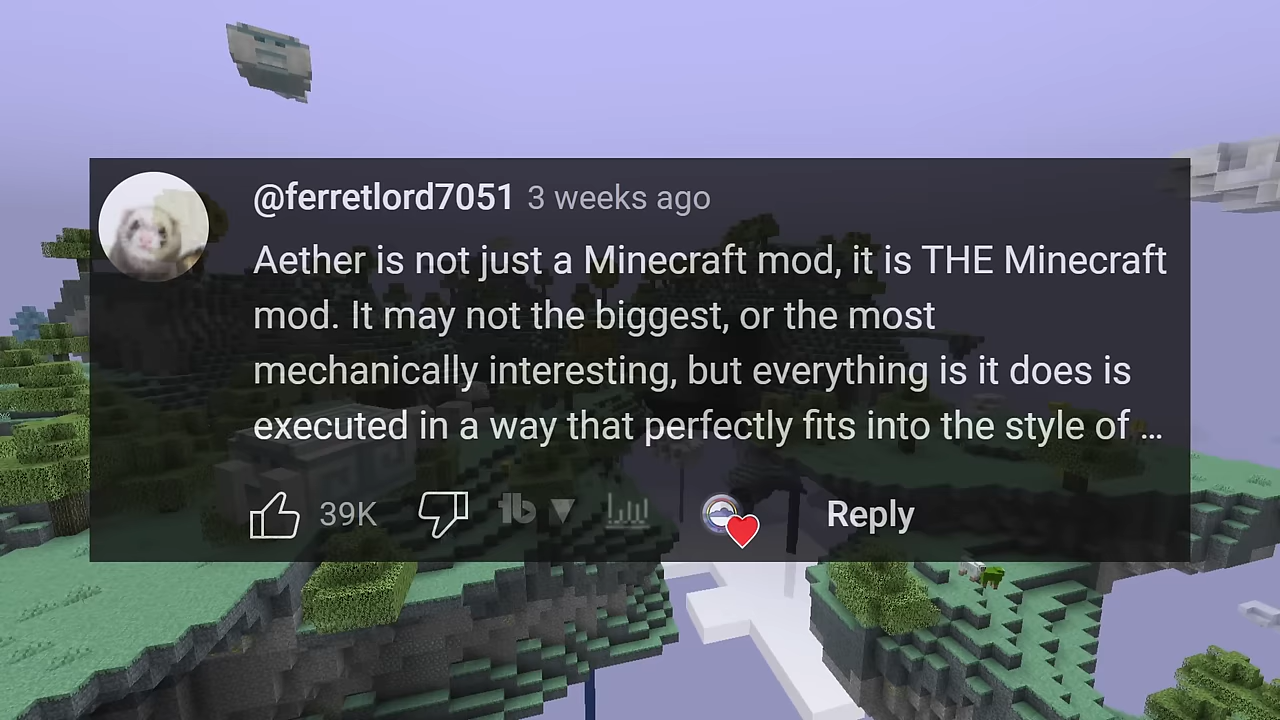 @ferretlord7051 3 weeks ago
Aether is not just a Minecraft mod, it is THE Minecraft
mod. It may not the biggest, or the most
mechanically interesting, but everything is it does is
executed in a way that perfectly fits into the style of ...
39K Reply